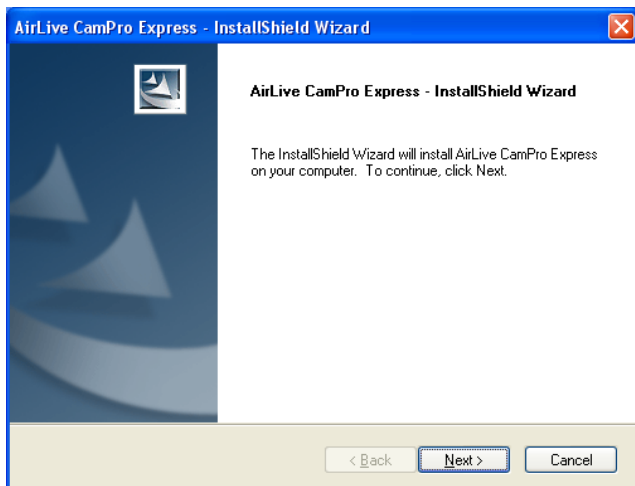 AirLive CamPro Express - InstallShield Wizard
AirLive CamPro Express - InstallShield Wizard
The InstallShield Wizard will install AirLive CamPro Express
on your computer.  To continue, click Next.
< Back
Next >
Cancel